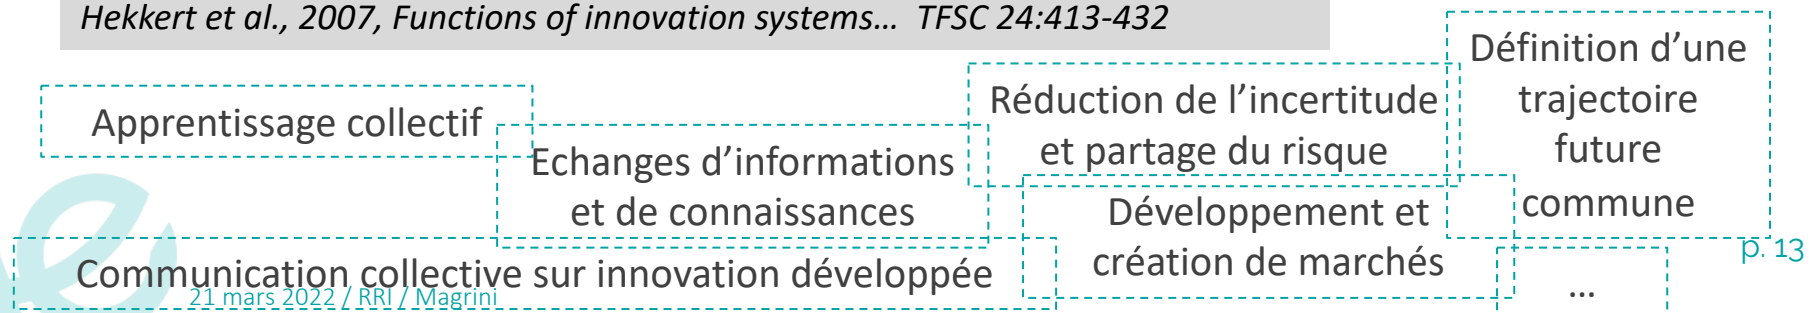 Hekkert et al., 2007, Functions of innovation systems… TFSC 24:413-432
Apprentissage collectif
Echanges d’informations
et de connaissances
Réduction de l’incertitude
et partage du risque
Définition d’une
trajectoire
future
commune
Communication collective sur innovation développée
Développement et
création de marchés
…
21 mars 2022 / RRI / Magrini
p. 13